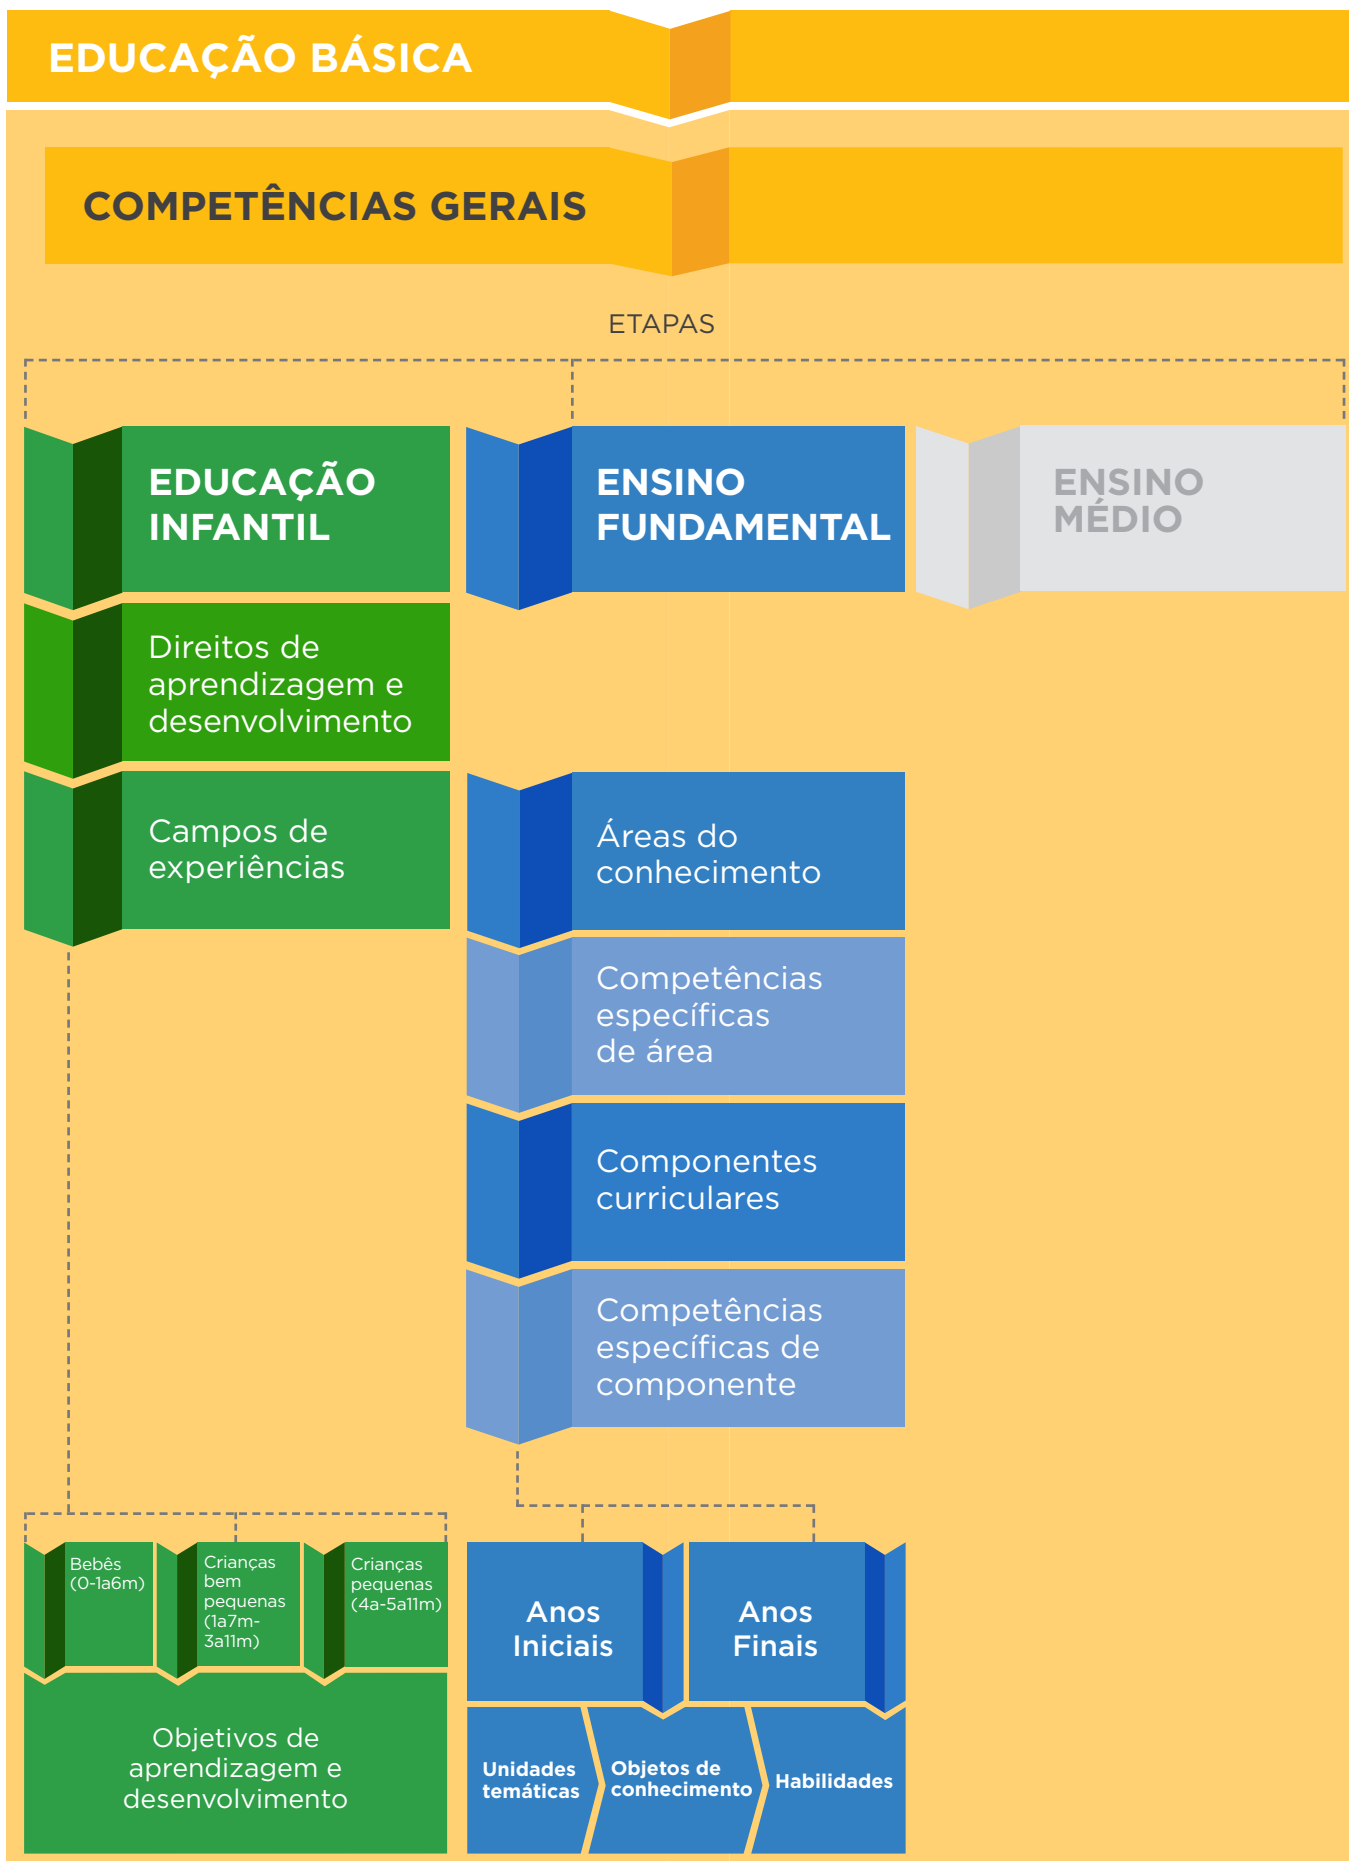 EDUCAÇÃO BÁSICA
COMPETÊNCIAS GERAIS
ETAPAS
EDUCAÇÃO
INFANTIL
ENSINO
FUNDAMENTAL
ENSINO
MÉDIO
Direitos de
aprendizagem e
desenvolvimento
Campos de
experiências
Áreas do
conhecimento
Competências
específicas
de área
Componentes
curriculares
Competências
específicas de
componente
Bebês
(0-1a6m)
Crianças
bem
pequenas
(1a7m-
3a11m)
Crianças
pequenas
(4a-5a11m)
Anos
Iniciais
Anos
Finais
Objetivos de
aprendizagem e
desenvolvimento
Unidades
temáticas
Objetos de
conhecimento
Habilidades